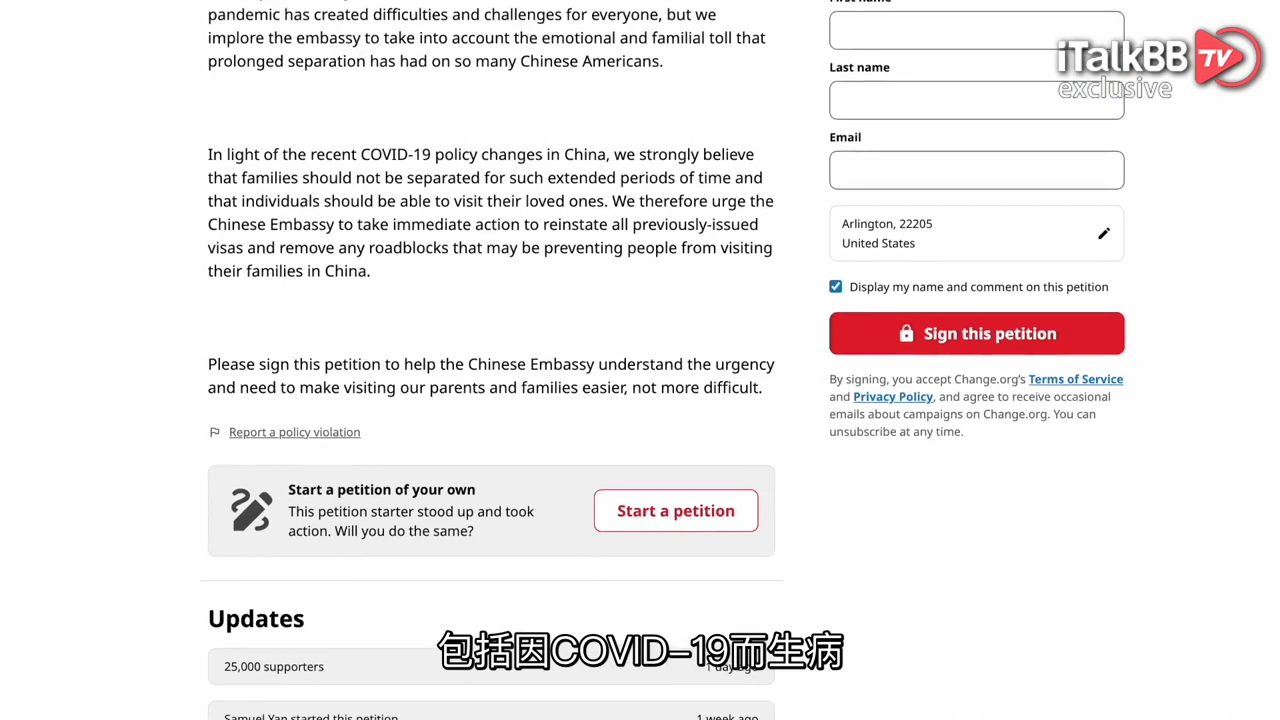 pandemic has created difficulties and challenges for everyone, but we
implore the embassy to take into account the emotional and familial toll that
prolonged separation has had on so many Chinese Americans.
In light of the recent COVID-19 policy changes in China, we strongly believe
that families should not be separated for such extended periods of time and
that individuals should be able to visit their loved ones. We therefore urge the
Chinese Embassy to take immediate action to reinstate all previously-issued
visas and remove any roadblocks that may be preventing people from visiting
their families in China.
Please sign this petition to help the Chinese Embassy understand the urgency
and need to make visiting our parents and families easier, not more difficult.
Report a policy violation
Start a petition of your own
This petition starter stood up and took
action. Will you do the same?
Start a petition
Updates
25,000 supporters
1 day ago
Samuel Yan started this petition
1 week ago
First name
Last name
Email
Arlington, 22205
United States
Display my name and comment on this petition
Sign this petition
By signing, you accept Change.org’s Terms of Service
and Privacy Policy, and agree to receive occasional
emails about campaigns on Change.org. You can
unsubscribe at any time.
iTalkBB TV
exclusive
包括因COVID-19而生病